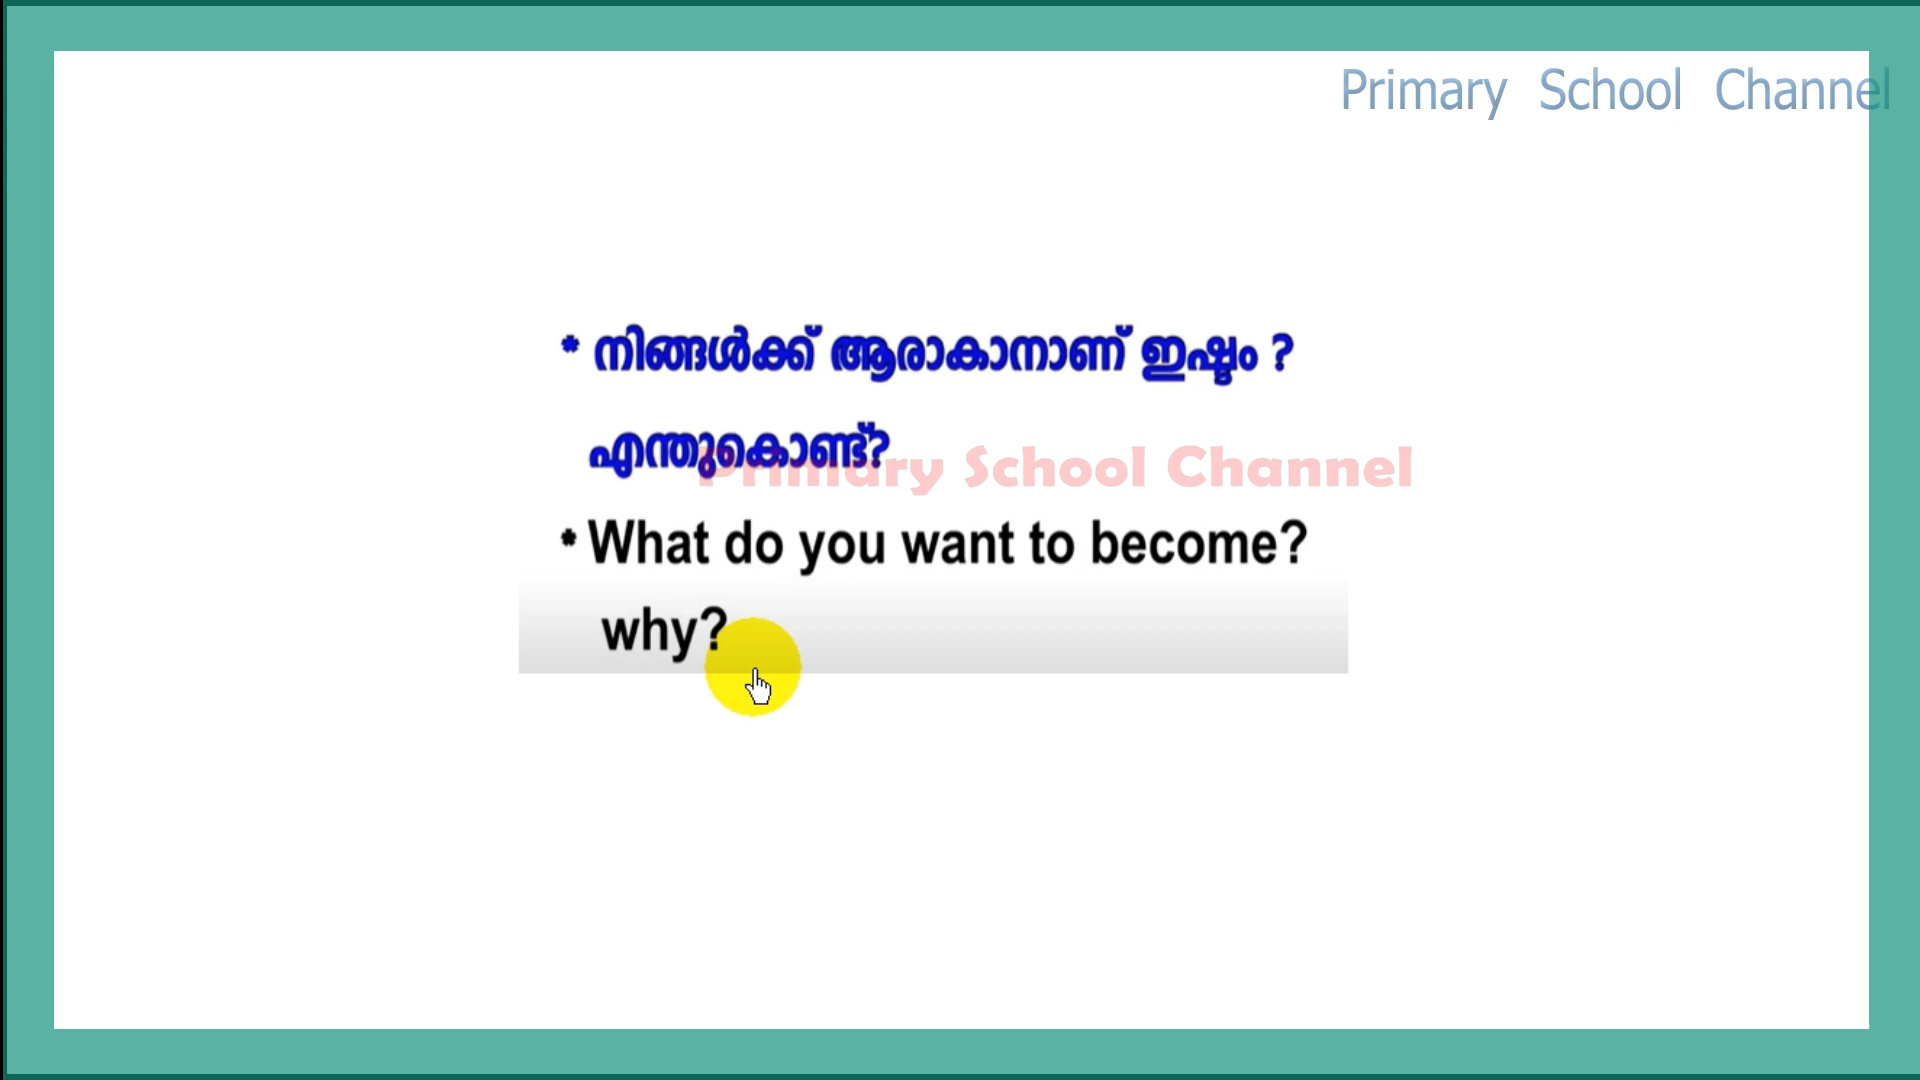 Primary School Channel
* നിങ്ങൾക്ക് ആരാകാനാണ് ഇഷ്ടം ?
എന്തുകൊണ്ട്?
Primary School Channel
* What do you want to become?
why?